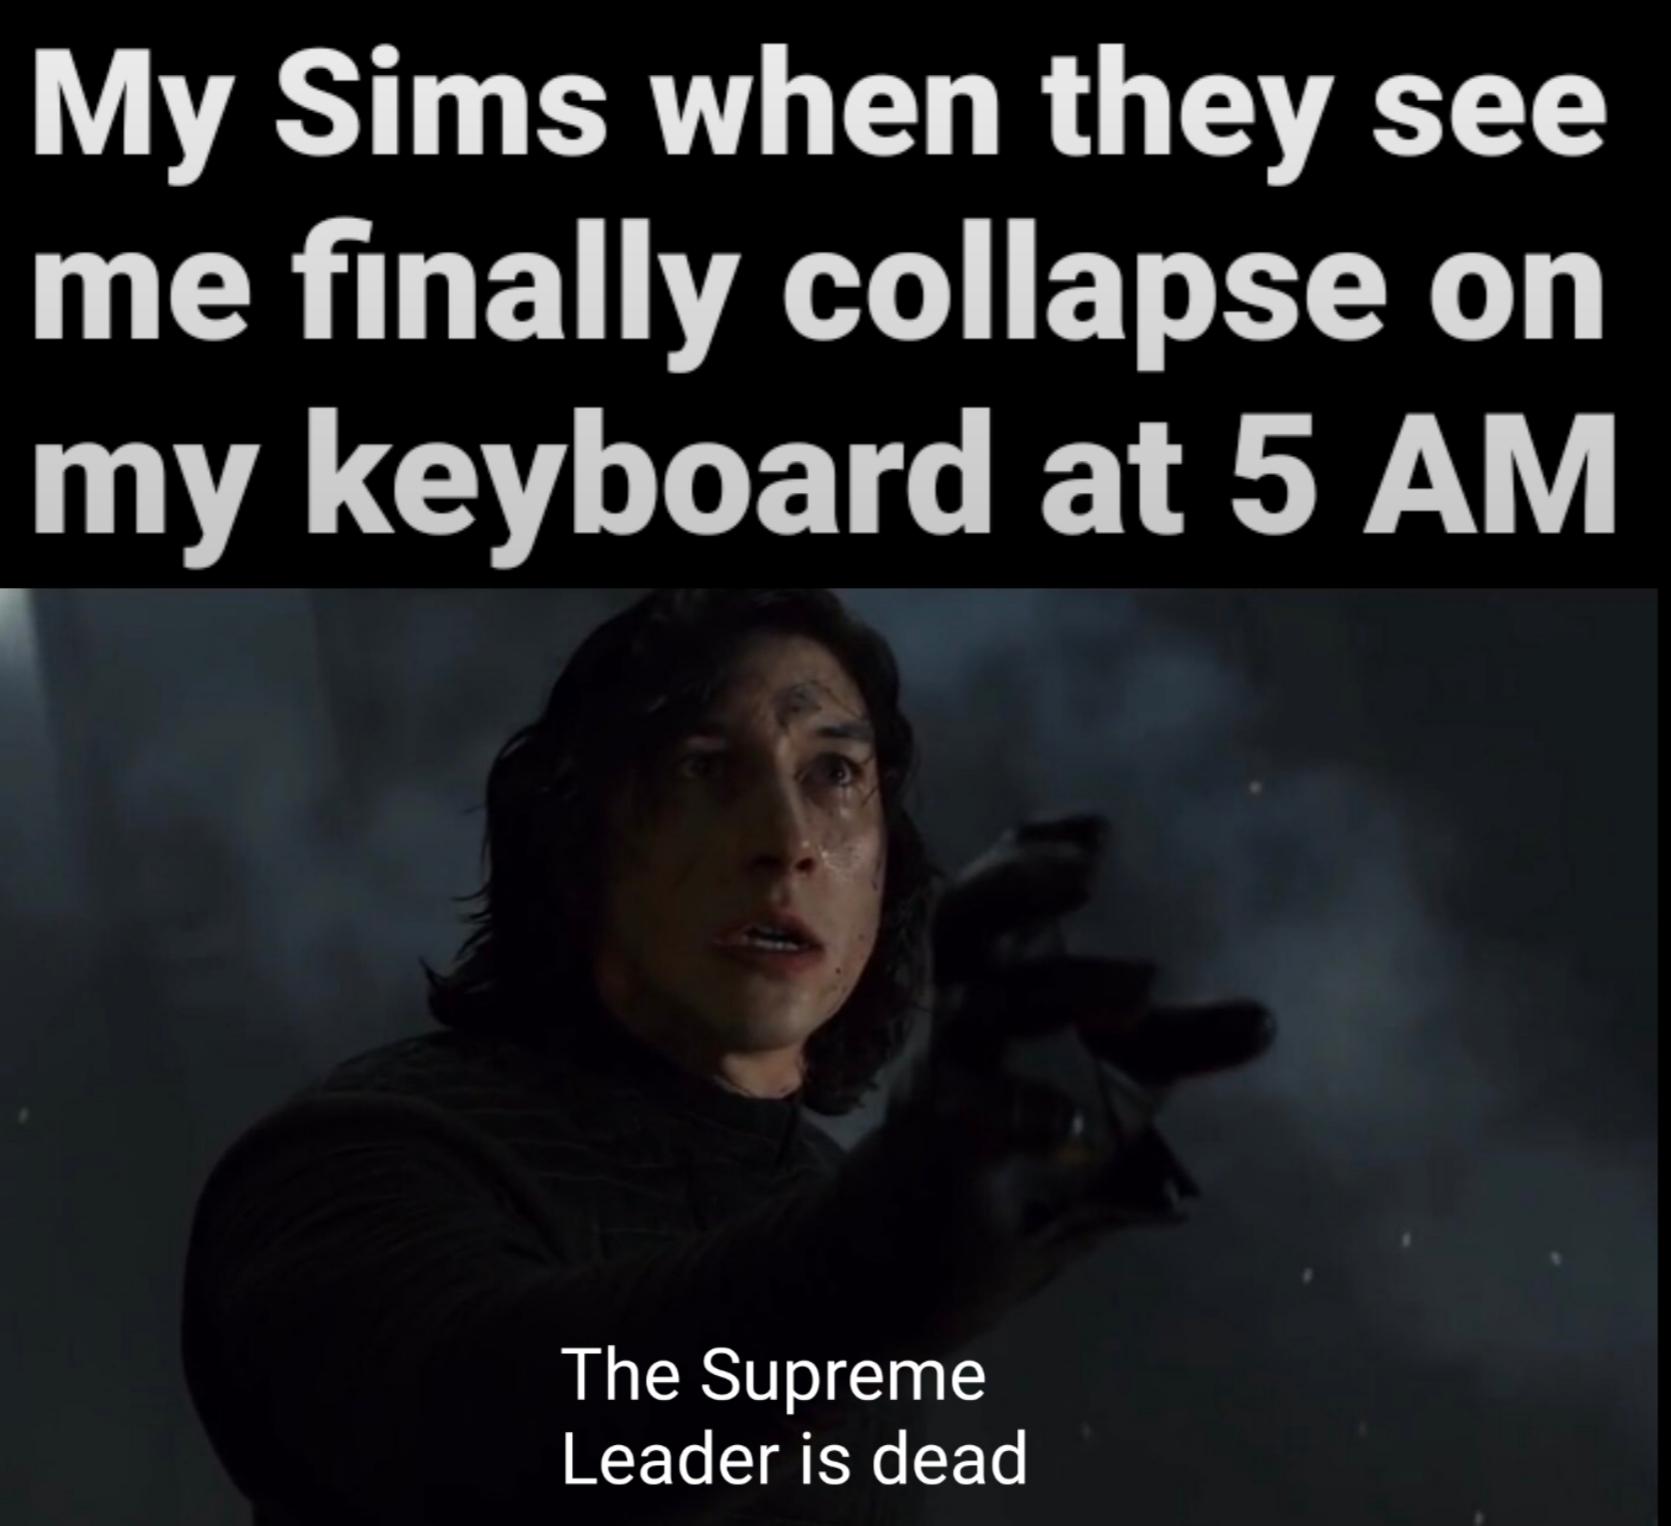 My Sims when they see
me finally collapse on
my keyboard at 5 AM
The Supreme
Leader is dead